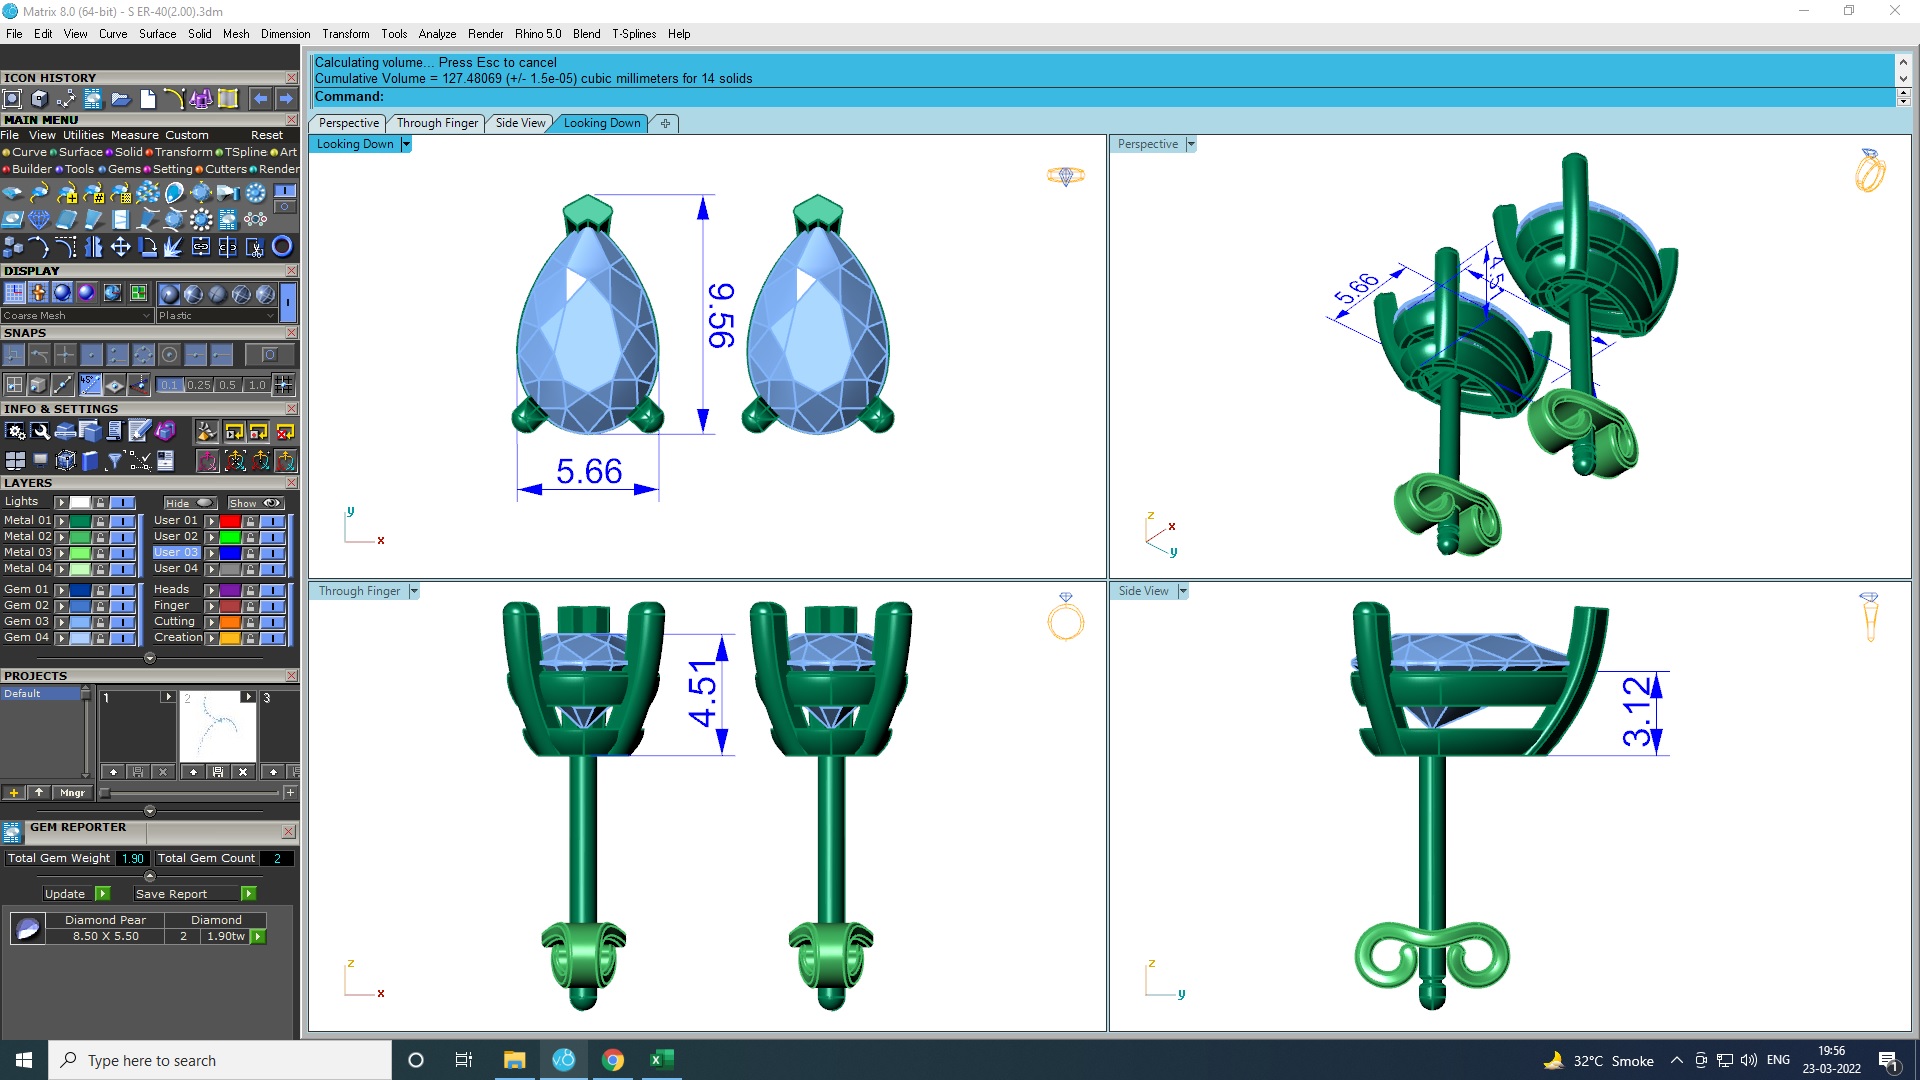 Matrix 8.0 (64-bit) - S ER-40(2.00).3dm
File Edit View Curve Surface Solid Mesh Dimension Transform Tools Analyze Render Rhino 5.0 Blend T-Splines Help
ICON HISTORY
MAIN MENU
File View Utilities Measure Custom Reset
Curve Surface Solid Transform TSpline Art
Builder Tools Gems Setting Cutters Render
DISPLAY
Coarse Mesh Plastic
SNAPS
45°
0.1 0.25 0.5 1.0
INFO & SETTINGS
LAYERS
Lights Hide Show
Metal 01 User 01
Metal 02 User 02
Metal 03 User 03
Metal 04 User 04
Gem 01 Heads
Gem 02 Finger
Gem 03 Cutting
Gem 04 Creation
PROJECTS
Default
1 2 3
Mngr
GEM REPORTER
Total Gem Weight 1.90 Total Gem Count 2
Update Save Report
Diamond Pear Diamond
8.50 X 5.50 2 1.90tw
Calculating volume... Press Esc to cancel
Cumulative Volume = 127.48069 (+/- 1.5e-05) cubic millimeters for 14 solids
Command:
Perspective Through Finger Side View Looking Down
Looking Down
9.56
5.66
y
x
Perspective
5.66
4.51
z
x
y
Through Finger
4.51
z
x
Side View
3.12
z
y
Type here to search
32°C Smoke
ENG
19:56
23-03-2022
1